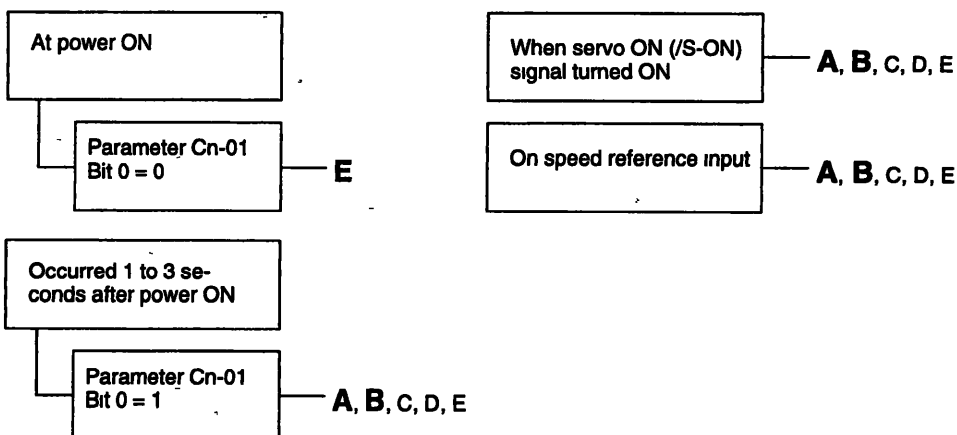 At power ON
Parameter Cn-01
Bit 0 = 0
E
Occurred 1 to 3 se-
conds after power ON
Parameter Cn-01
Bit 0 = 1
A, B, C, D, E
When servo ON (/S-ON)
signal turned ON
A, B, C, D, E
On speed reference input
A, B, C, D, E